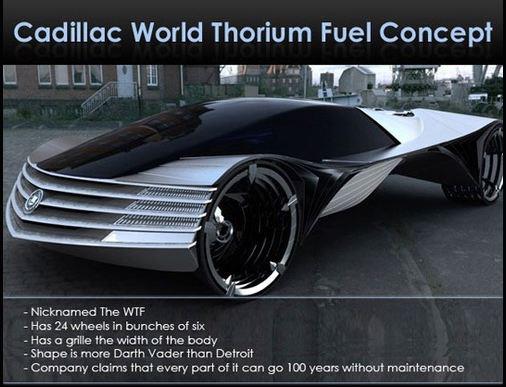 Cadillac World Thorium Fuel Concept
- Nicknamed The WTF
- Has 24 wheels in bunches of six
- Has a grille the width of the body
- Shape is more Darth Vader than Detroit
- Company claims that every part of it can go 100 years without maintenance